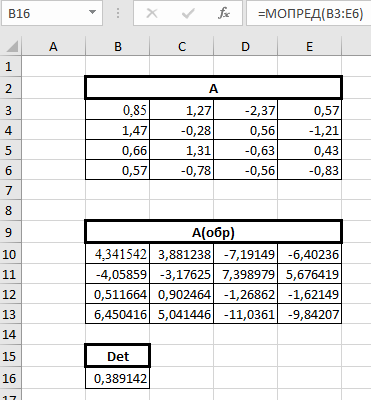 B16 =МОПРЕД(B3:E6)
A B C D E
1
2 A
3 0,85 1,27 -2,37 0,57
4 1,47 -0,28 0,56 -1,21
5 0,66 1,31 -0,63 0,43
6 0,57 -0,78 -0,56 -0,83
7
8
9 A(обр)
10 4,341542 3,881238 -7,19149 -6,40236
11 -4,05859 -3,17625 7,398979 5,676419
12 0,511664 0,902464 -1,26862 -1,62149
13 6,450416 5,041446 -11,0361 -9,84207
14
15 Det
16 0,389142
17